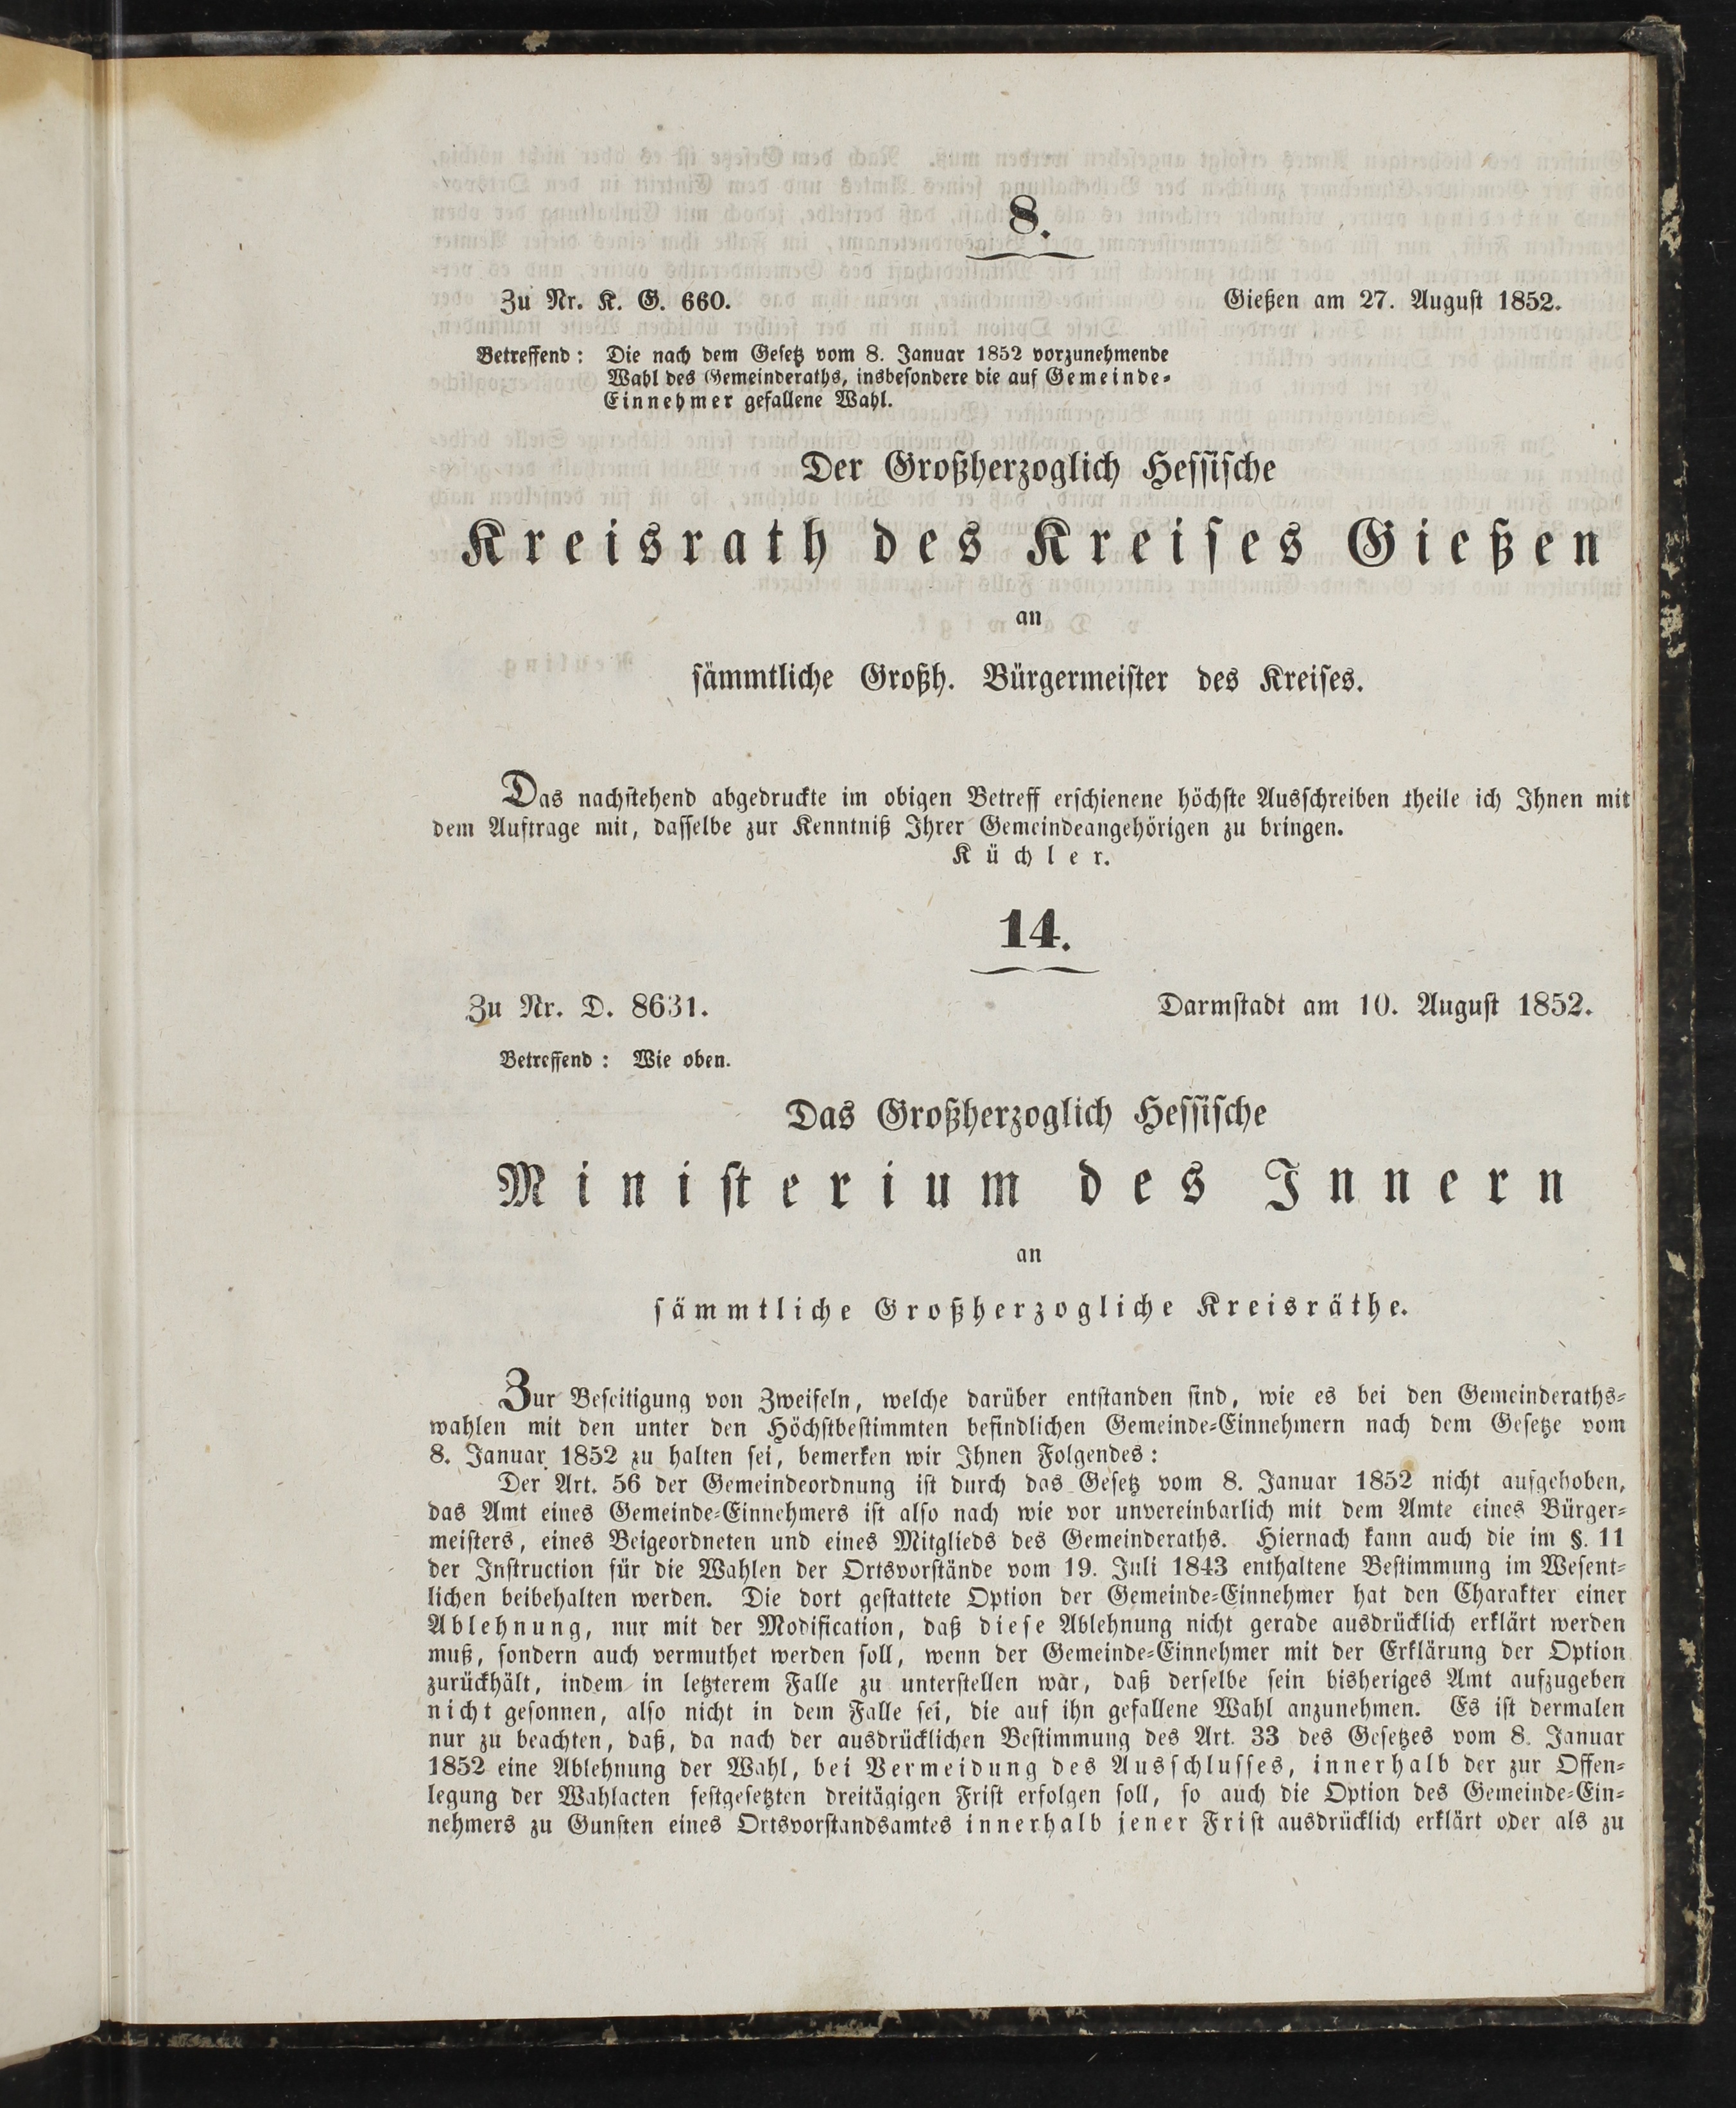 8.
Zu Nr. K. G. 660.
Gießen am 27. August 1852.
Betreffend: Die nach dem Gesetz vom 8. Januar 1852 vorzunehmende
Wahl des Gemeinderaths, insbesondere die auf Gemeinde-
Einnehmer gefallene Wahl.
Der Großherzoglich Hessische
Kreisrath des Kreises Gießen
an
sämmtliche Großh. Bürgermeister des Kreises.
Das nachstehend abgedruckte im obigen Betreff erschienene höchste Ausschreiben theile ich Ihnen mit
dem Auftrage mit, dasselbe zur Kenntniß Ihrer Gemeindeangehörigen zu bringen.
Küchler.
14.
Zu Nr. D. 8631.
Darmstadt am 10. August 1852.
Betreffend: Wie oben.
Das Großherzoglich Hessische
Ministerium des Innern
an
sämmtliche Großherzogliche Kreisräthe.
Zur Beseitigung von Zweifeln, welche darüber entstanden sind, wie es bei den Gemeinderaths-
wahlen mit den unter den Höchstbestimmten befindlichen Gemeinde-Einnehmern nach dem Gesetze vom
8. Januar 1852 zu halten sei, bemerken wir Ihnen Folgendes:
Der Art. 56 der Gemeindeordnung ist durch das Gesetz vom 8. Januar 1852 nicht aufgehoben,
das Amt eines Gemeinde-Einnehmers ist also nach wie vor unvereinbarlich mit dem Amte eines Bürger-
meisters, eines Beigeordneten und eines Mitglieds des Gemeinderaths. Hiernach kann auch die im §. 11
der Instruction für die Wahlen der Ortsvorstände vom 19. Juli 1843 enthaltene Bestimmung im Wesent-
lichen beibehalten werden. Die dort gestattete Option der Gemeinde-Einnehmer hat den Charakter einer
Ablehnung, nur mit der Modification, daß diese Ablehnung nicht gerade ausdrücklich erklärt werden
muß, sondern auch vermuthet werden soll, wenn der Gemeinde-Einnehmer mit der Erklärung der Option
zurückhält, indem in letzterem Falle zu unterstellen war, daß derselbe sein bisheriges Amt aufzugeben
nicht gesonnen, also nicht in dem Falle sei, die auf ihn gefallene Wahl anzunehmen. Es ist dermalen
nur zu beachten, daß, da nach der ausdrücklichen Bestimmung des Art. 33 des Gesetzes vom 8. Januar
1852 eine Ablehnung der Wahl, bei Vermeidung des Ausschlusses, innerhalb der zur Offen-
legung der Wahlacten festgesetzten dreitägigen Frist erfolgen soll, so auch die Option des Gemeinde-Ein-
nehmers zu Gunsten eines Ortsvorstandsamtes innerhalb jener Frist ausdrücklich erklärt oder als zu